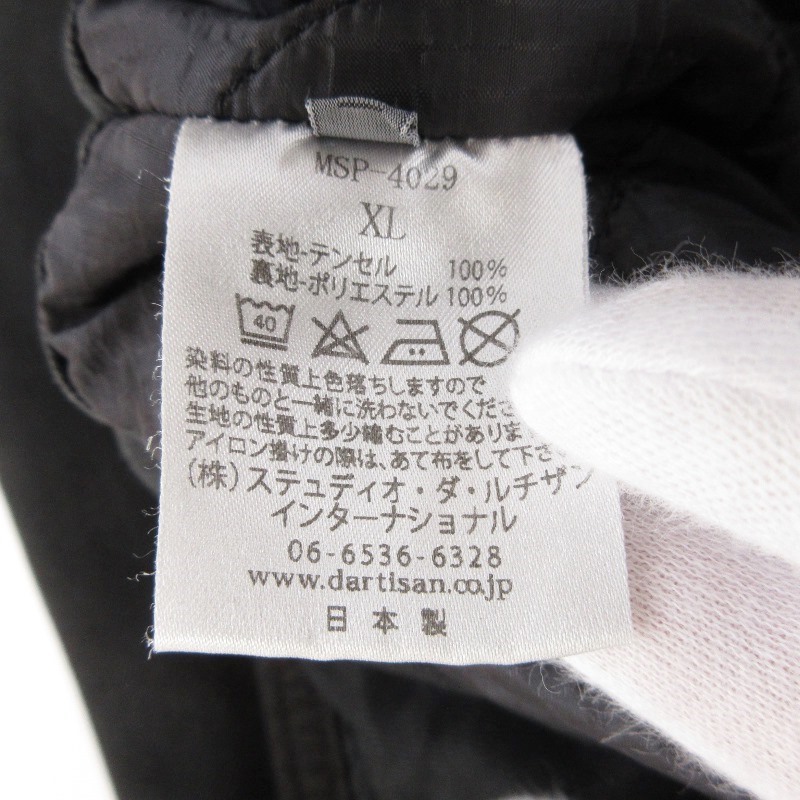 MSP-4029
XL
表地-テンセル 100%
裏地-ポリエステル 100%
40
染料の性質上色落ちしますので
他のものと一緒に洗わないでくださ
生地の性質上多少縮むことがありま
アイロン掛けの際は、あて布をして下さ
(株)ステュディオ・ダ・ルチザン
インターナショナル
06-6536-6328
www.dartisan.co.jp
日本製